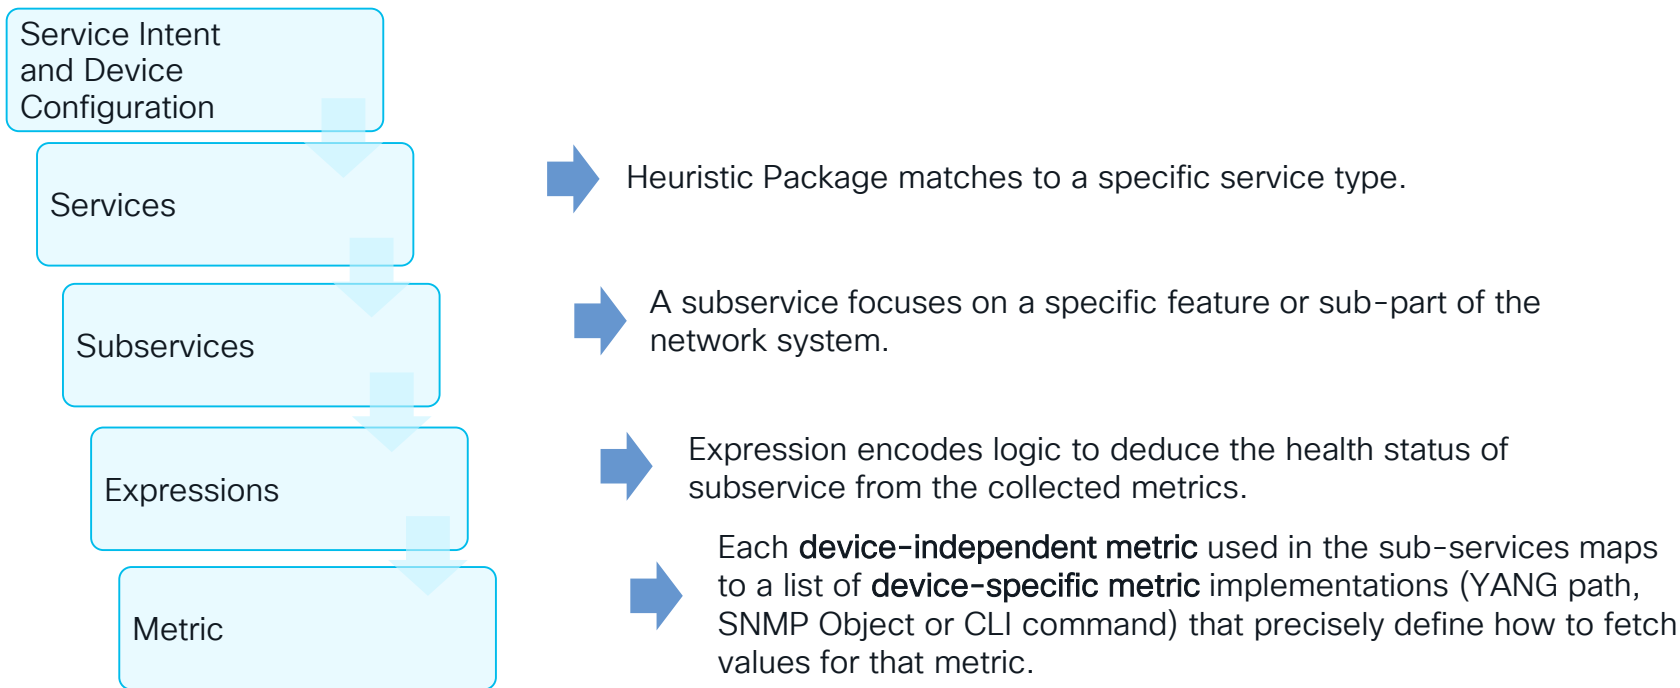 Service Intent
and Device
Configuration
Services
Heuristic Package matches to a specific service type.
Subservices
A subservice focuses on a specific feature or sub-part of the
network system.
Expressions
Expression encodes logic to deduce the health status of
subservice from the collected metrics.
Metric
Each device-independent metric used in the sub-services maps
to a list of device-specific metric implementations (YANG path,
SNMP Object or CLI command) that precisely define how to fetch
values for that metric.